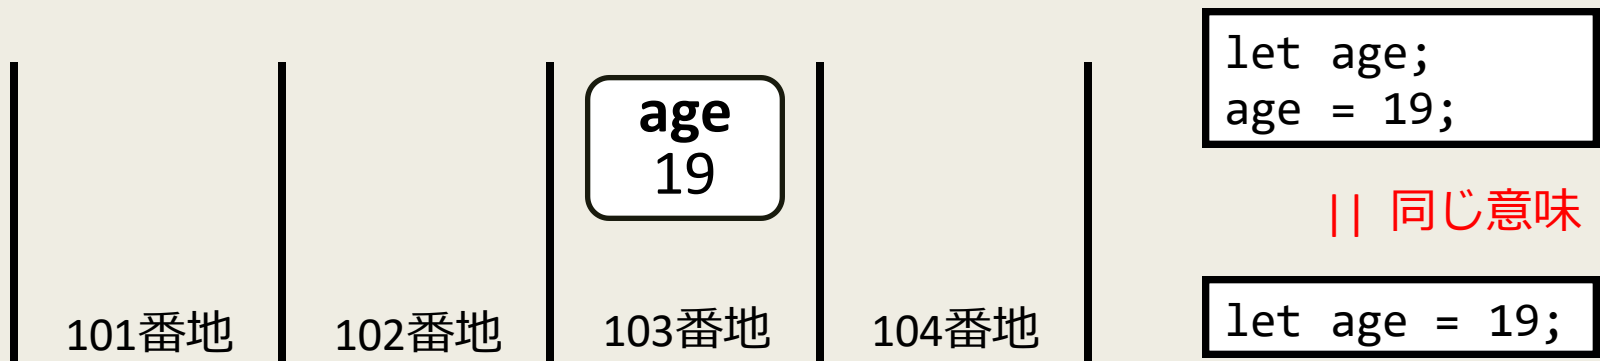 age
19
101番地
102番地
103番地
104番地
let age;
age = 19;
|| 同じ意味
let age = 19;